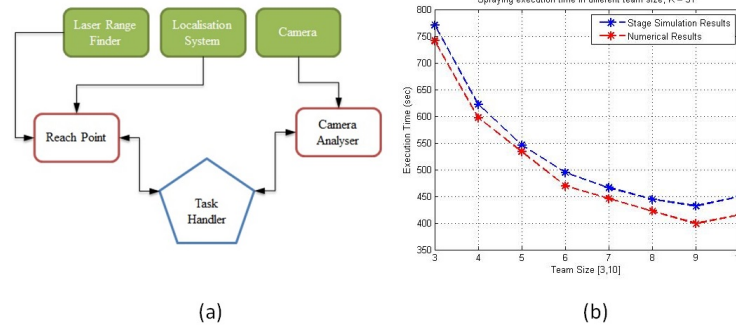 Laser Range
Finder
Localisation
System
Camera
Reach Point
Camera
Analyser
Task
Handler
(a)
Spraying execution time in different team size,
Stage Simulation Results
Numerical Results
Execution Time (sec)
800
750
700
650
600
550
500
450
400
350
3 4 5 6 7 8 9
Team Size [3,10]
(b)